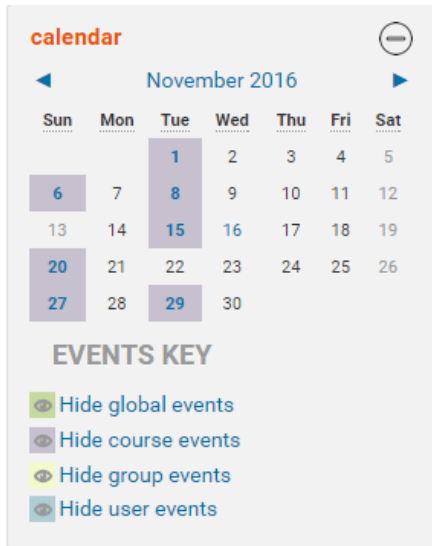 calendar
◄ November 2016 ►
Sun Mon Tue Wed Thu Fri Sat
1 2 3 4 5
6 7 8 9 10 11 12
13 14 15 16 17 18 19
20 21 22 23 24 25 26
27 28 29 30
EVENTS KEY
Hide global events
Hide course events
Hide group events
Hide user events